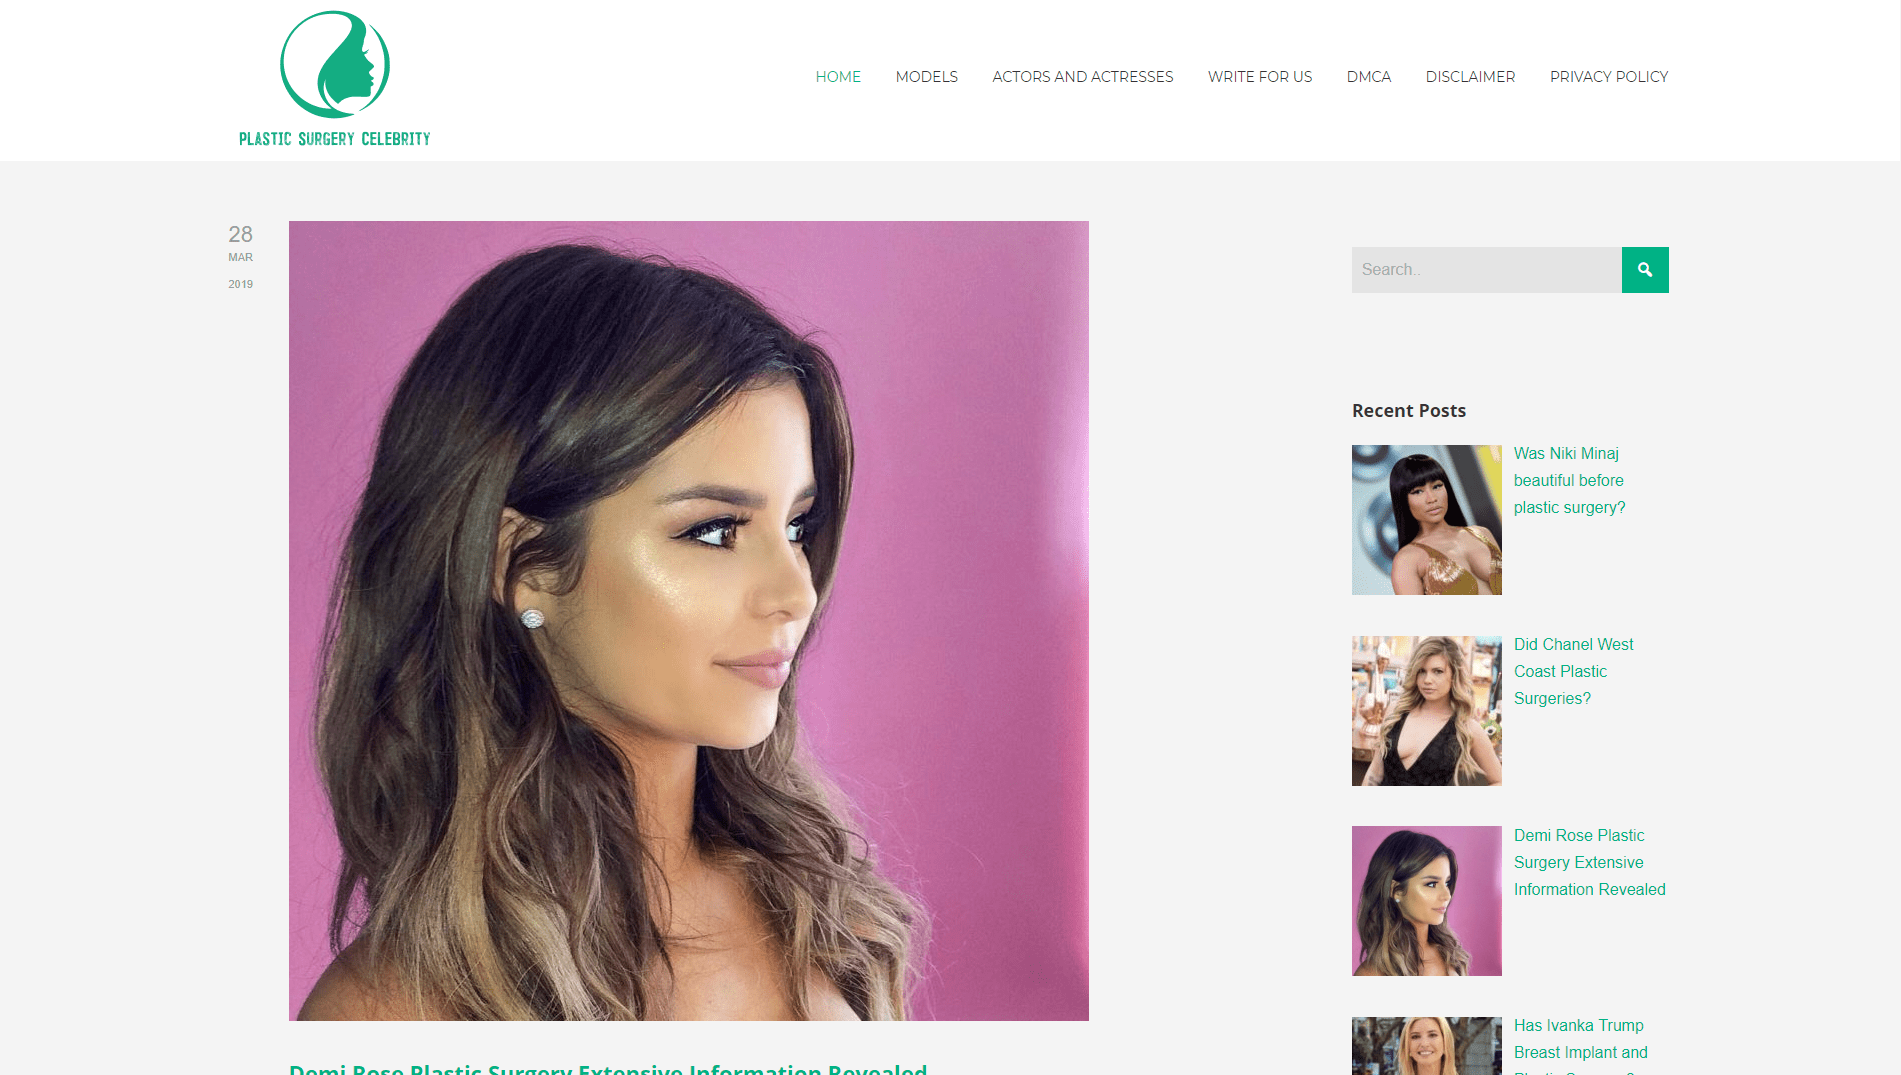 PLASTIC SURGERY CELEBRITY
HOME MODELS ACTORS AND ACTRESSES WRITE FOR US DMCA DISCLAIMER PRIVACY POLICY
28
MAR
2019
Demi Rose Plastic Surgery Extensive Information Revealed
Search..
Recent Posts
Was Niki Minaj
beautiful before
plastic surgery?
Did Chanel West
Coast Plastic
Surgeries?
Demi Rose Plastic
Surgery Extensive
Information Revealed
Has Ivanka Trump
Breast Implant and
Plastic Surgery?